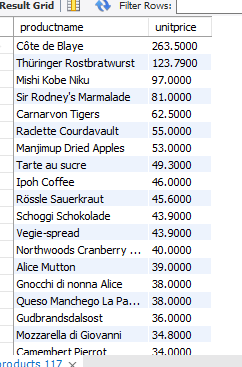 Result Grid Filter Rows:
productname unitprice
Côte de Blaye 263.5000
Thüringer Rostbratwurst 123.7900
Mishi Kobe Niku 97.0000
Sir Rodney's Marmalade 81.0000
Carnarvon Tigers 62.5000
Raclette Courdavault 55.0000
Manjimup Dried Apples 53.0000
Tarte au sucre 49.3000
Ipoh Coffee 46.0000
Rössle Sauerkraut 45.6000
Schoggi Schokolade 43.9000
Vegie-spread 43.9000
Northwoods Cranberry ... 40.0000
Alice Mutton 39.0000
Gnocchi di nonna Alice 38.0000
Queso Manchego La Pa... 38.0000
Gudbrandsdalsost 36.0000
Mozzarella di Giovanni 34.8000
Camembert Pierrot 34.0000
products 117